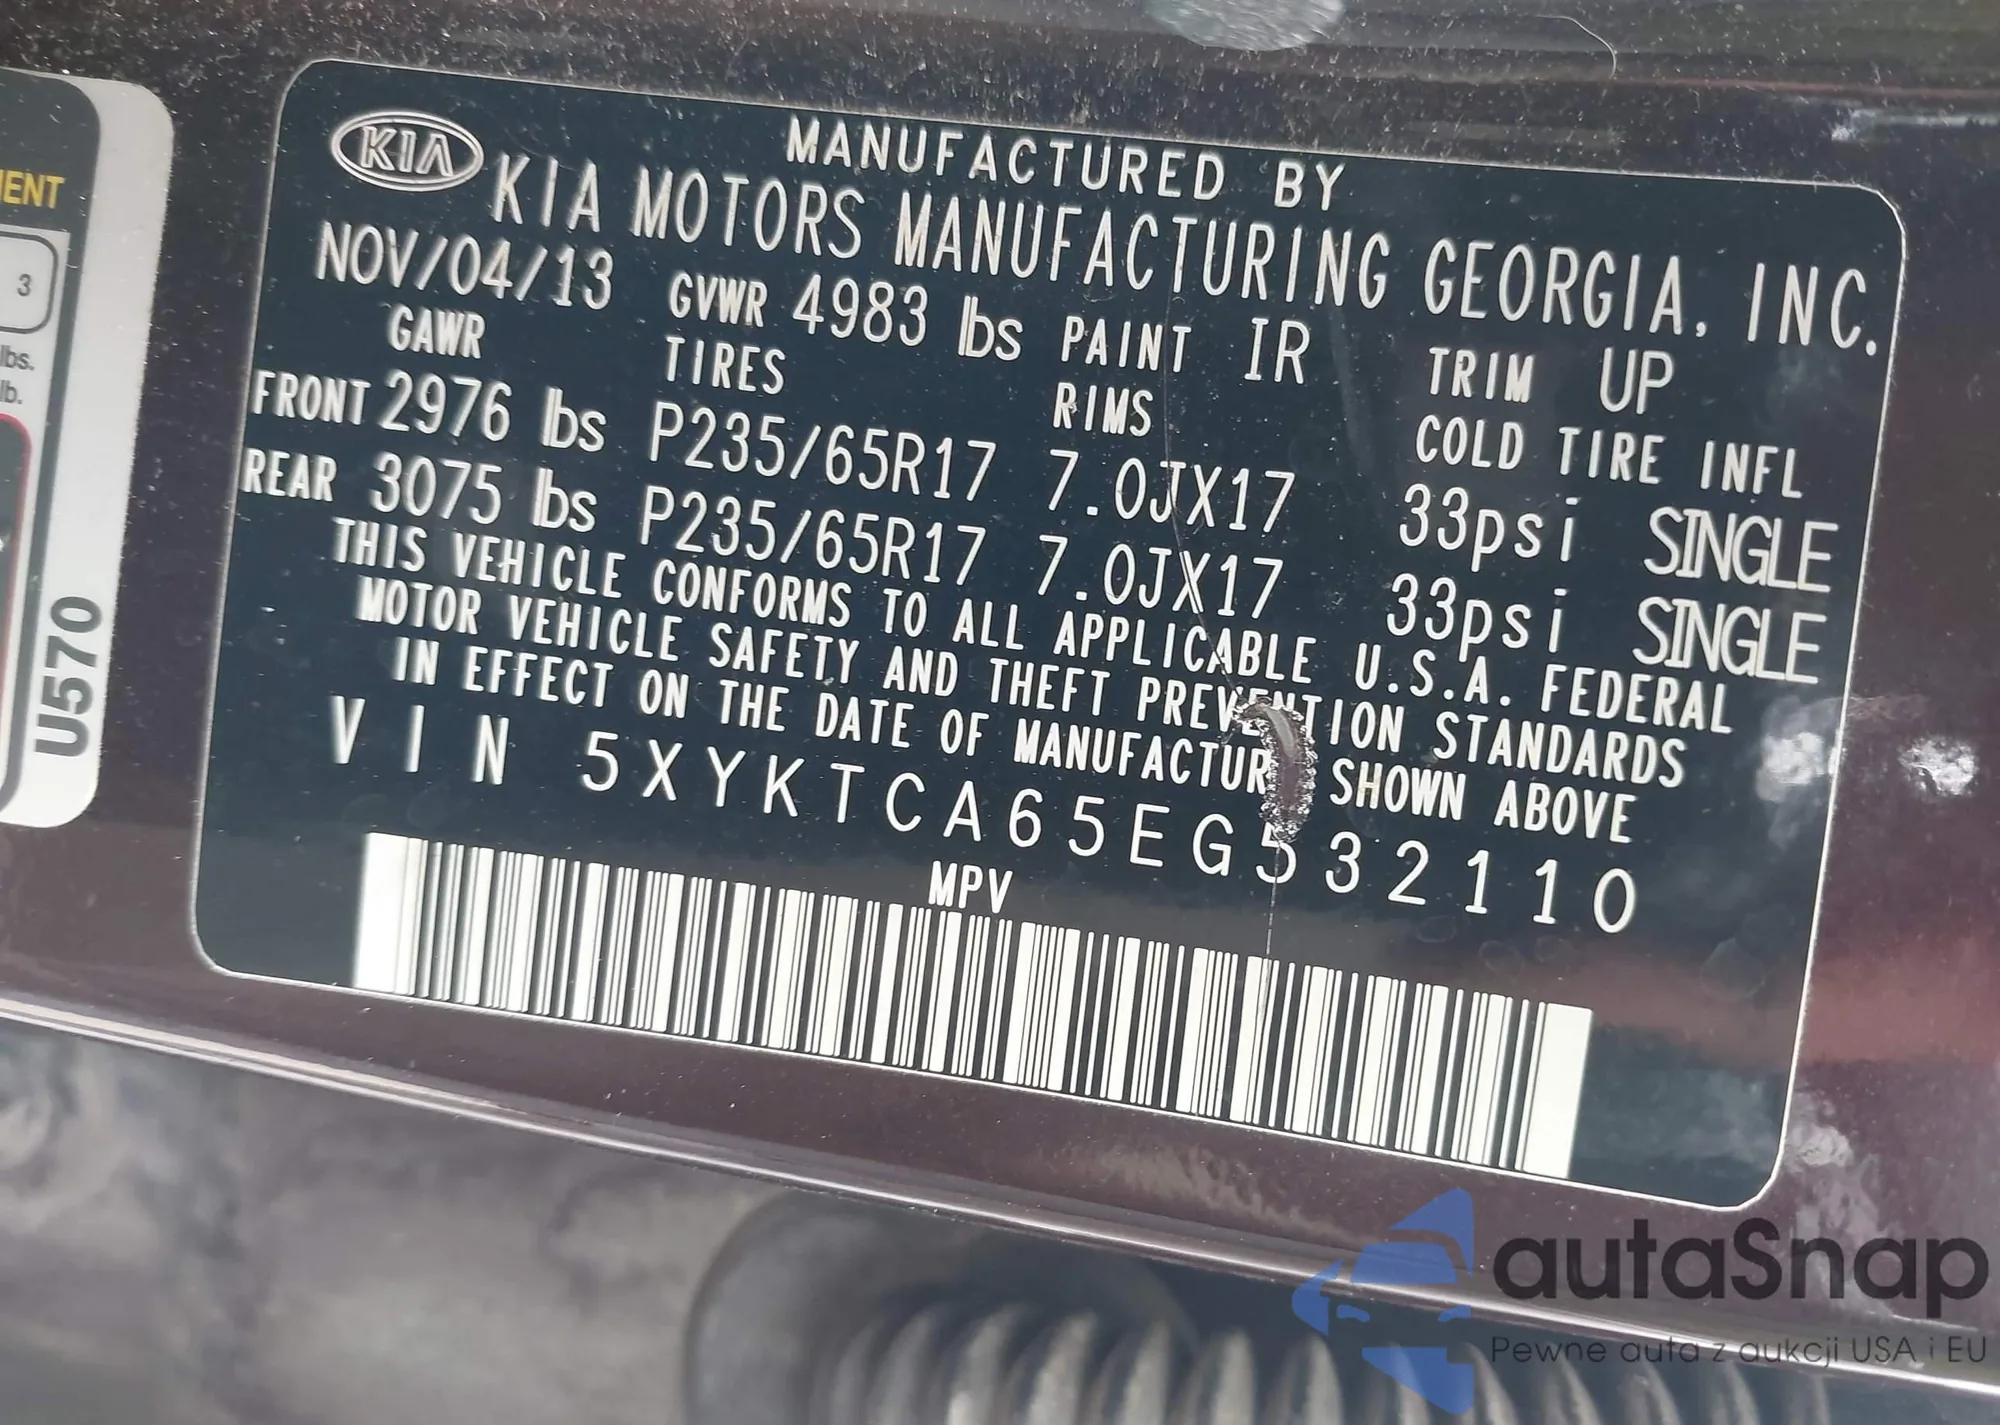 MENT
3
lbs.
lb.
U570
KIA
MANUFACTURED BY
KIA MOTORS MANUFACTURING GEORGIA, INC.
NOV/04/13 GVWR 4983 lbs PAINT IR TRIM UP
GAWR TIRES RIMS COLD TIRE INFL
FRONT 2976 lbs P235/65R17 7.0JX17 33psi SINGLE
REAR 3075 lbs P235/65R17 7.0JX17 33psi SINGLE
THIS VEHICLE CONFORMS TO ALL APPLICABLE U.S.A. FEDERAL
MOTOR VEHICLE SAFETY AND THEFT PREVENTION STANDARDS
IN EFFECT ON THE DATE OF MANUFACTUR SHOWN ABOVE
VIN 5XYKTCA65EG532110
MPV
autaSnap
Pewne auta z aukcji USA i EU